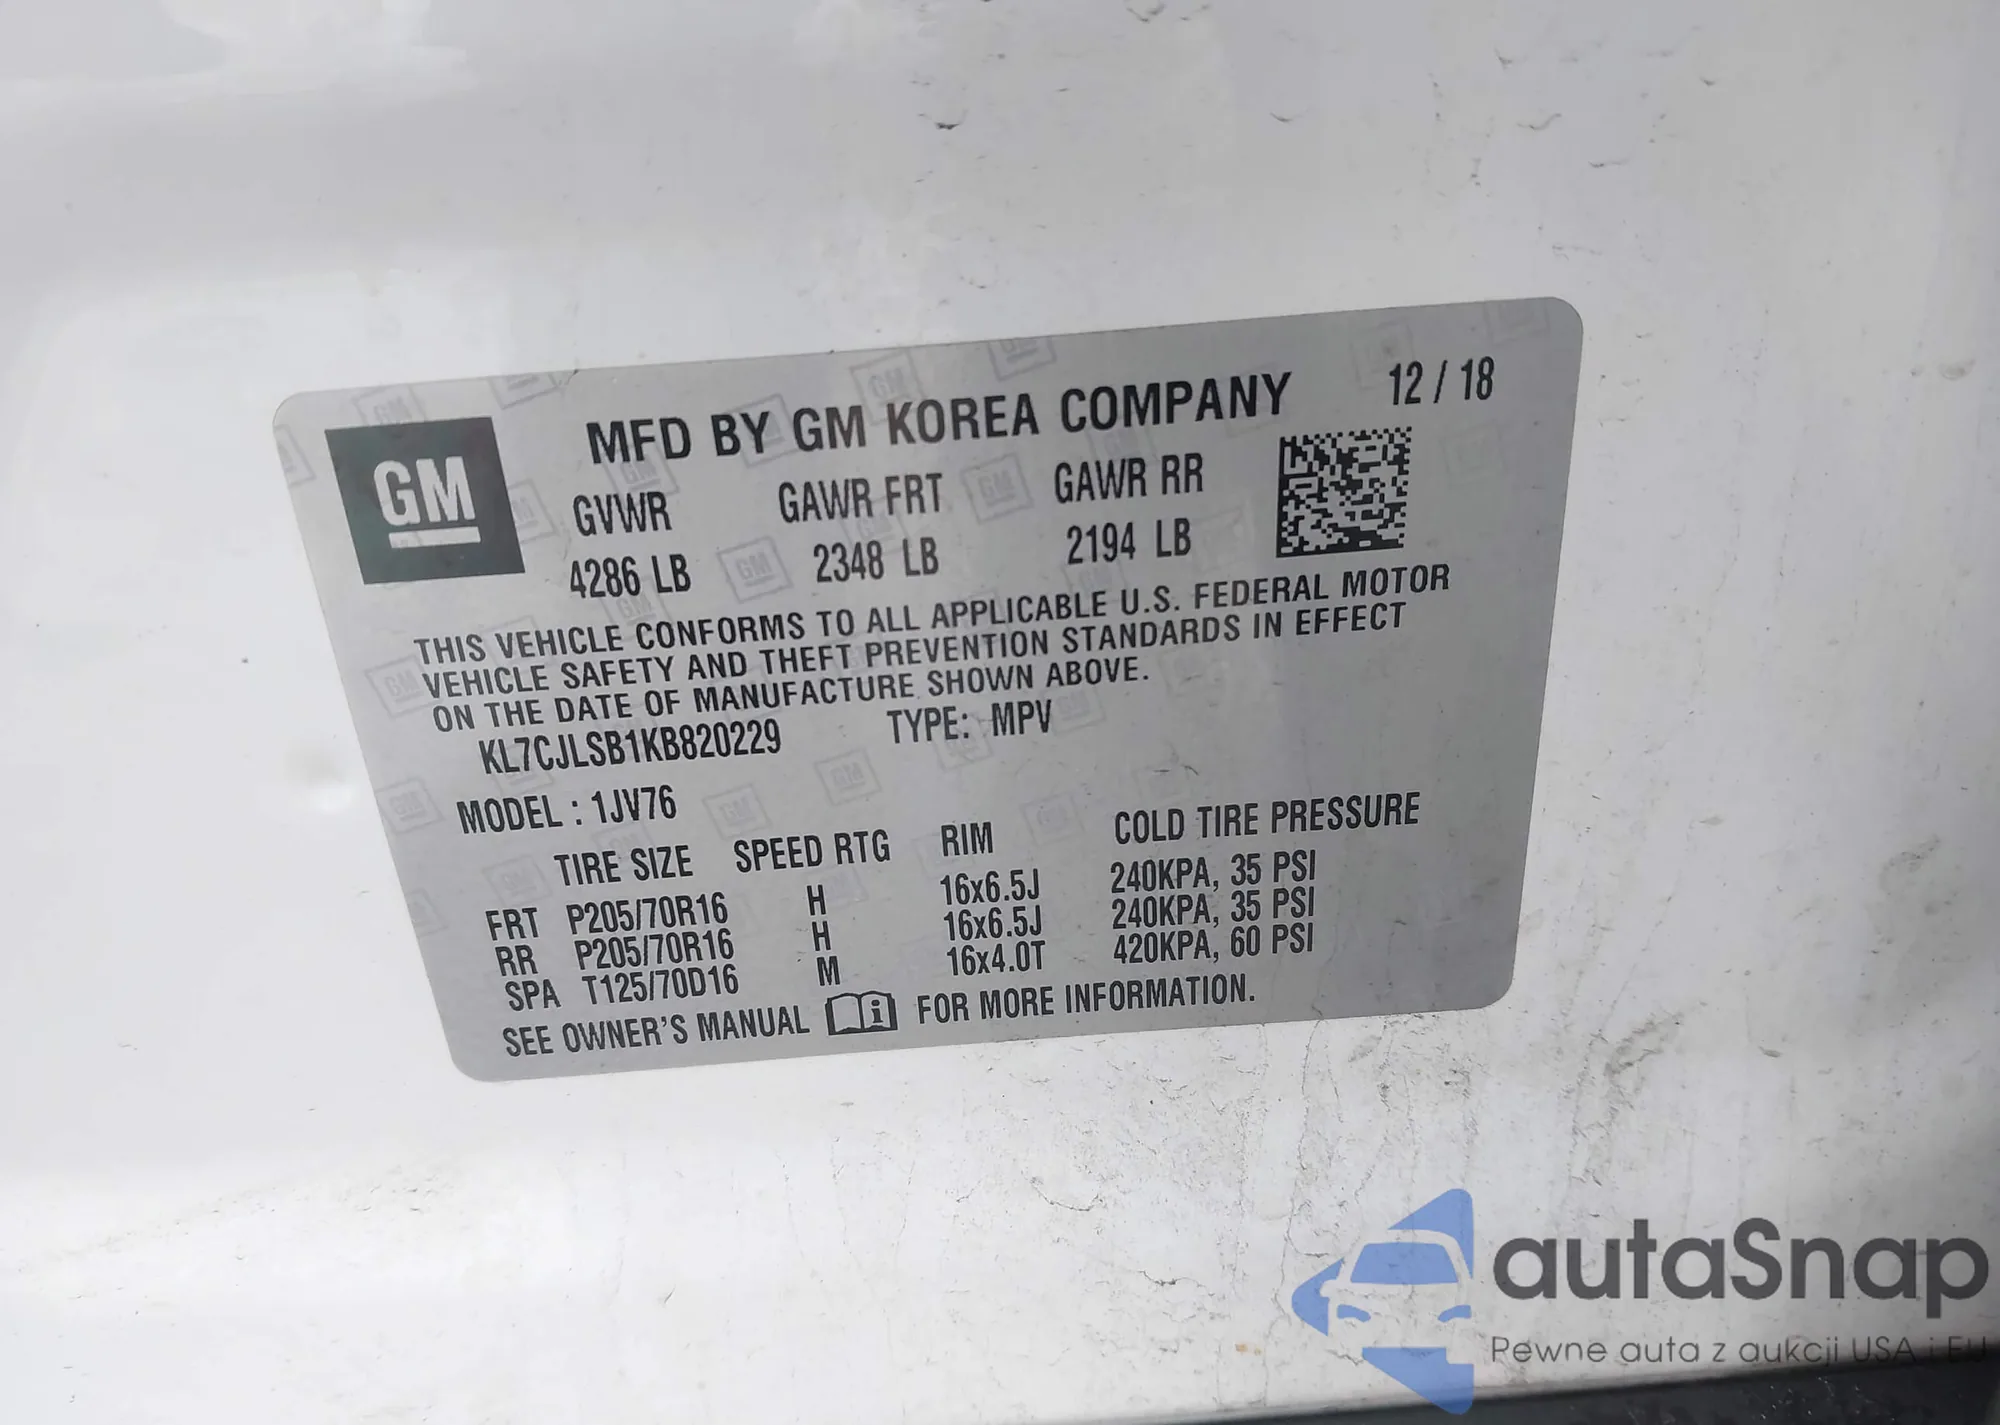 MFD BY GM KOREA COMPANY 12 / 18
GM
GVWR GAWR FRT GAWR RR
4286 LB 2348 LB 2194 LB
THIS VEHICLE CONFORMS TO ALL APPLICABLE U.S. FEDERAL MOTOR
VEHICLE SAFETY AND THEFT PREVENTION STANDARDS IN EFFECT
ON THE DATE OF MANUFACTURE SHOWN ABOVE.
KL7CJLSB1KB820229 TYPE: MPV
MODEL : 1JV76
TIRE SIZE SPEED RTG RIM COLD TIRE PRESSURE
FRT P205/70R16 H 16x6.5J 240KPA, 35 PSI
RR P205/70R16 H 16x6.5J 240KPA, 35 PSI
SPA T125/70D16 M 16x4.0T 420KPA, 60 PSI
SEE OWNER'S MANUAL i FOR MORE INFORMATION.
autaSnap
Pewne auta z aukcji USA i EU